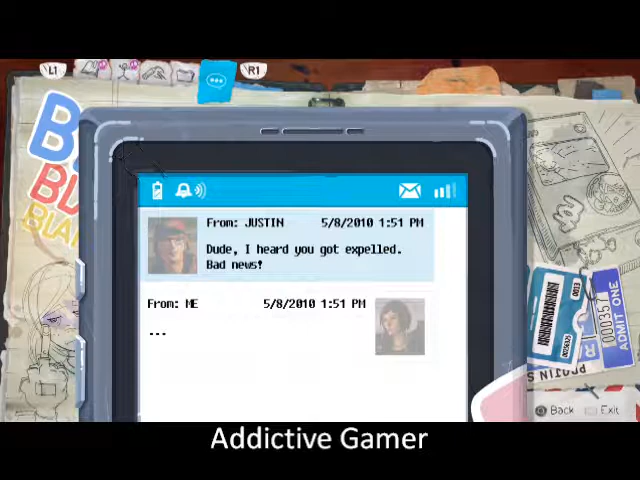 L1
R1
From: JUSTIN 5/8/2010 1:51 PM
Dude, I heard you got expelled.
Bad news!
From: ME 5/8/2010 1:51 PM
...
ADMIT ONE
Back
Exit
Addictive Gamer